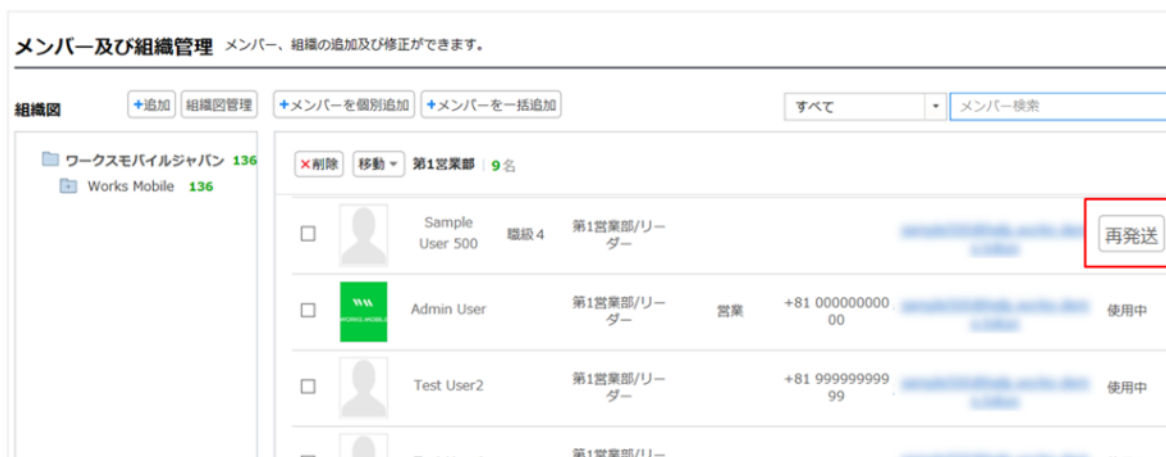 メンバー及び組織管理 メンバー、組織の追加及び修正ができます。
組織図 +追加 組織図管理 +メンバーを個別追加 +メンバーを一括追加 すべて メンバー検索
ワークスモバイルジャパン 136
Works Mobile 136
×削除 移動 第1営業部 | 9 名
Sample
User 500
職級 4
第1営業部/リー
ダー
再発送
WORKS MOBILE
Admin User
第1営業部/リー
ダー
営業
+81 000000000
00
使用中
Test User2
第1営業部/リー
ダー
+81 999999999
99
使用中
第1営業部/リー